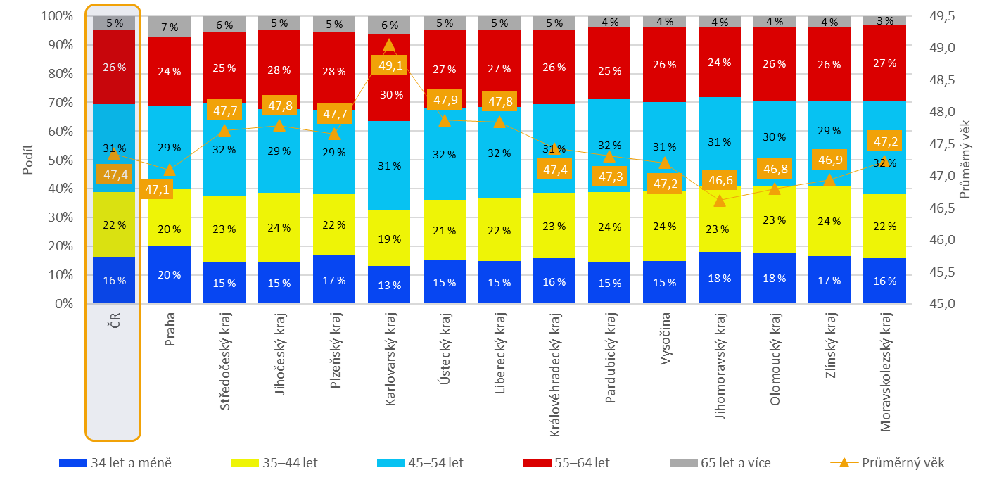 100%
90%
80%
70%
60%
50%
40%
30%
20%
10%
0%
Podíl
49,5
49,0
48,5
48,0
47,5
47,0
46,5
46,0
45,5
45,0
Průměrný věk
5 % 7 % 6 % 5 % 5 % 6 % 5 % 5 % 5 % 4 % 4 % 4 % 4 % 4 % 3 %
26 % 24 % 25 % 28 % 28 % 30 % 27 % 27 % 26 % 25 % 26 % 24 % 26 % 26 % 27 %
47,4 47,1 47,7 47,8 47,7 49,1 47,9 47,8 47,4 47,3 47,2 46,6 46,8 46,9 47,2
31 % 29 % 32 % 29 % 29 % 31 % 32 % 32 % 31 % 32 % 31 % 31 % 30 % 29 % 32 %
22 % 20 % 23 % 24 % 22 % 19 % 21 % 22 % 23 % 24 % 24 % 23 % 23 % 24 % 22 %
16 % 20 % 15 % 15 % 17 % 13 % 15 % 15 % 16 % 15 % 15 % 18 % 18 % 17 % 16 %
ČR
Praha
Středočeský kraj
Jihočeský kraj
Plzeňský kraj
Karlovarský kraj
Ústecký kraj
Liberecký kraj
Královéhradecký kraj
Pardubický kraj
Vysočina
Jihomoravský kraj
Olomoucký kraj
Zlínský kraj
Moravskolezský kraj
34 let a méně 35–44 let 45–54 let 55–64 let 65 let a více Průměrný věk